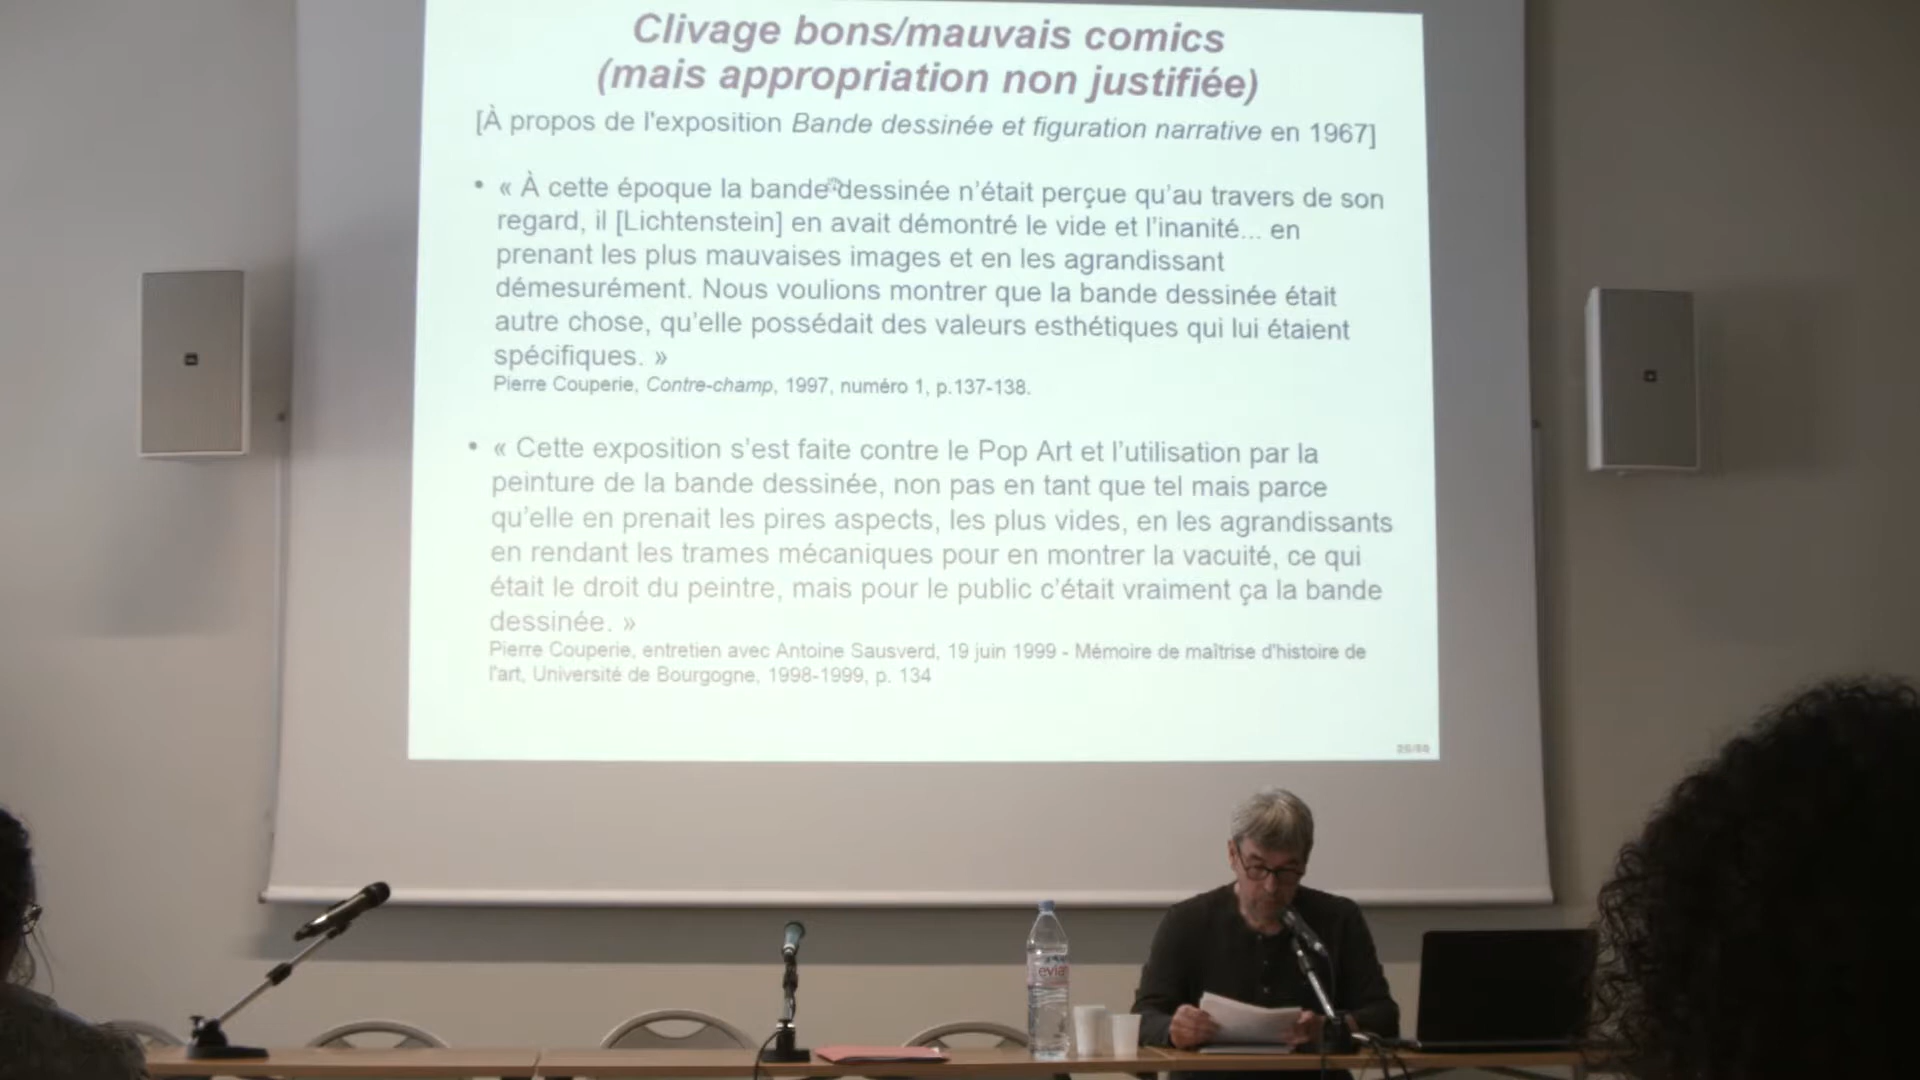 Clivage bons/mauvais comics
(mais appropriation non justifiée)
[À propos de l'exposition Bande dessinée et figuration narrative en 1967]
• « À cette époque la bande dessinée n’était perçue qu’au travers de son
regard, il [Lichtenstein] en avait démontré le vide et l’inanité... en
prenant les plus mauvaises images et en les agrandissant
démesurément. Nous voulions montrer que la bande dessinée était
autre chose, qu’elle possédait des valeurs esthétiques qui lui étaient
spécifiques. »
Pierre Couperie, Contre-champ, 1997, numéro 1, p.137-138.
• « Cette exposition s’est faite contre le Pop Art et l’utilisation par la
peinture de la bande dessinée, non pas en tant que tel mais parce
qu’elle en prenait les pires aspects, les plus vides, en les agrandissants
en rendant les trames mécaniques pour en montrer la vacuité, ce qui
était le droit du peintre, mais pour le public c’était vraiment ça la bande
dessinée. »
Pierre Couperie, entretien avec Antoine Sausverd, 19 juin 1999 - Mémoire de maîtrise d'histoire de
l'art, Université de Bourgogne, 1998-1999, p. 134
evian